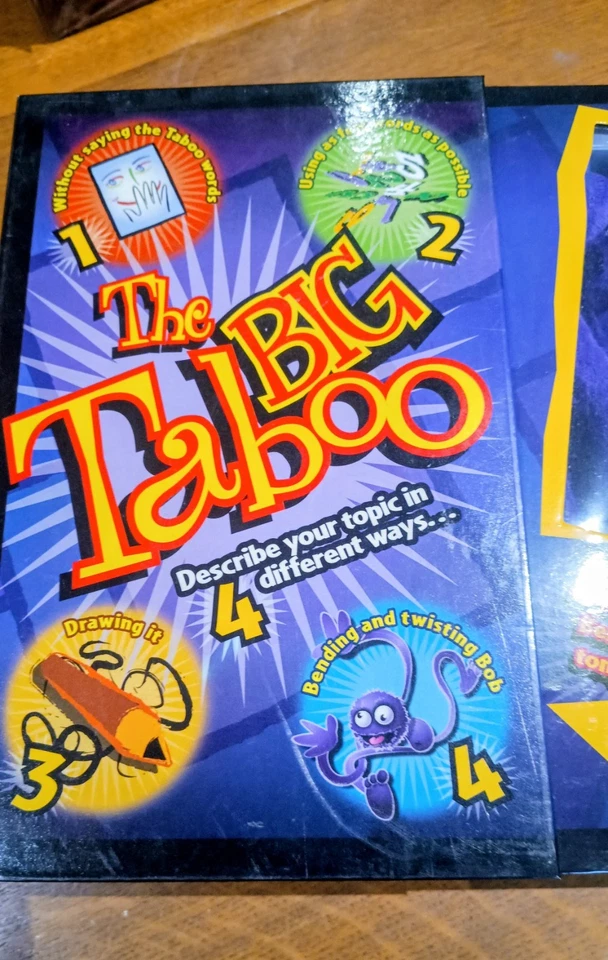 Without saying the Taboo words
1
Using as few words as possible
2
The
BIG
Taboo
Describe your topic in
4 different ways...
Drawing it
3
Bending and twisting Bob
4